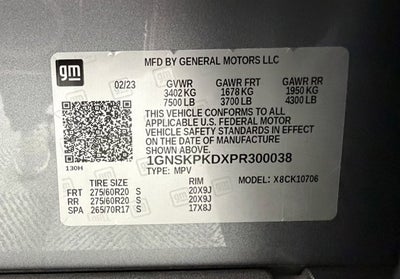 gm
MFD BY GENERAL MOTORS LLC
02/23 GVWR GAWR FRT GAWR RR
3402 KG 1678 KG 1950 KG
7500 LB 3700 LB 4300 LB
THIS VEHICLE CONFORMS TO ALL
APPLICABLE U.S. FEDERAL MOTOR
VEHICLE SAFETY STANDARDS IN EFFECT
ON THE DATE OF MANUFACTURE
SHOWN ABOVE.
1GNSKPKDXPR300038
130H TYPE: MPV MODEL: X8CK10706
TIRE SIZE RIM
FRT 275/60R20 S 20X9J
RR 275/60R20 S 20X9J
SPA 265/70R17 S 17X8J